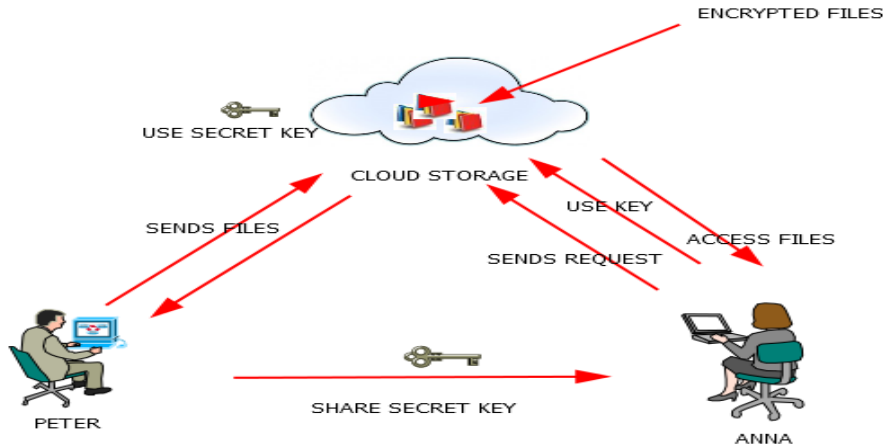 ENCRYPTED FILES
USE SECRET KEY
CLOUD STORAGE
USE KEY
SENDS FILES
ACCESS FILES
SENDS REQUEST
SHARE SECRET KEY
PETER
ANNA